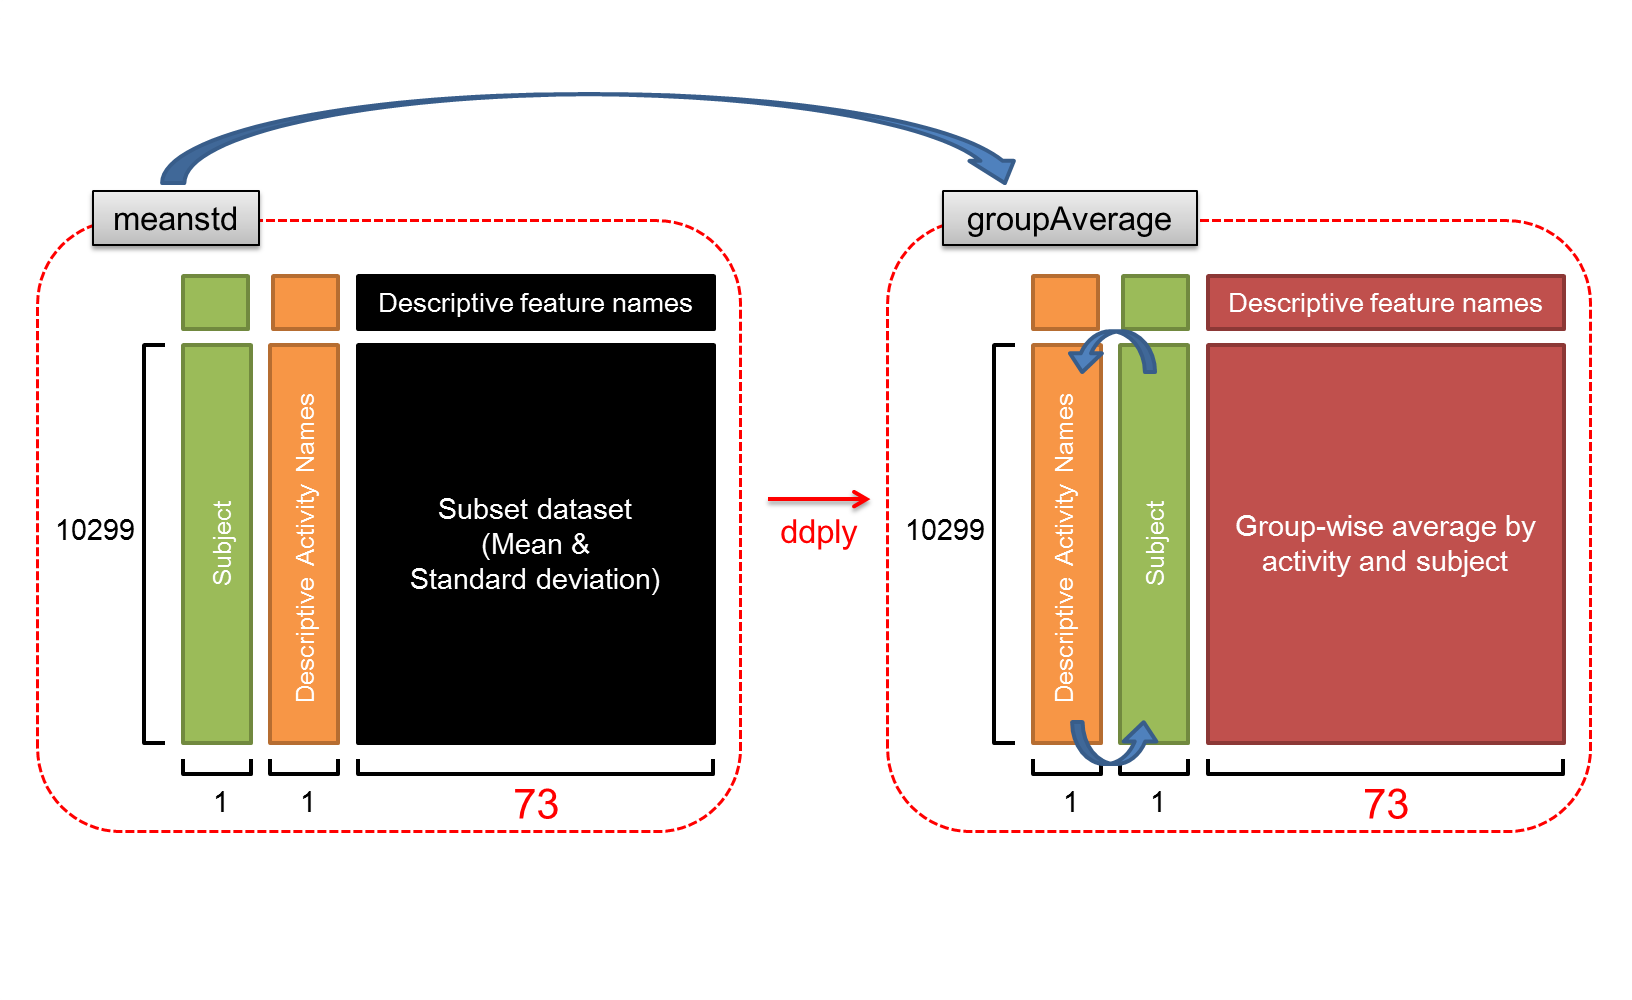 meanstd
Descriptive feature names
10299
Subject
Descriptive Activity Names
Subset dataset
(Mean &
Standard deviation)
1
1
73
ddply
groupAverage
Descriptive feature names
10299
Descriptive Activity Names
Subject
Group-wise average by
activity and subject
1
1
73